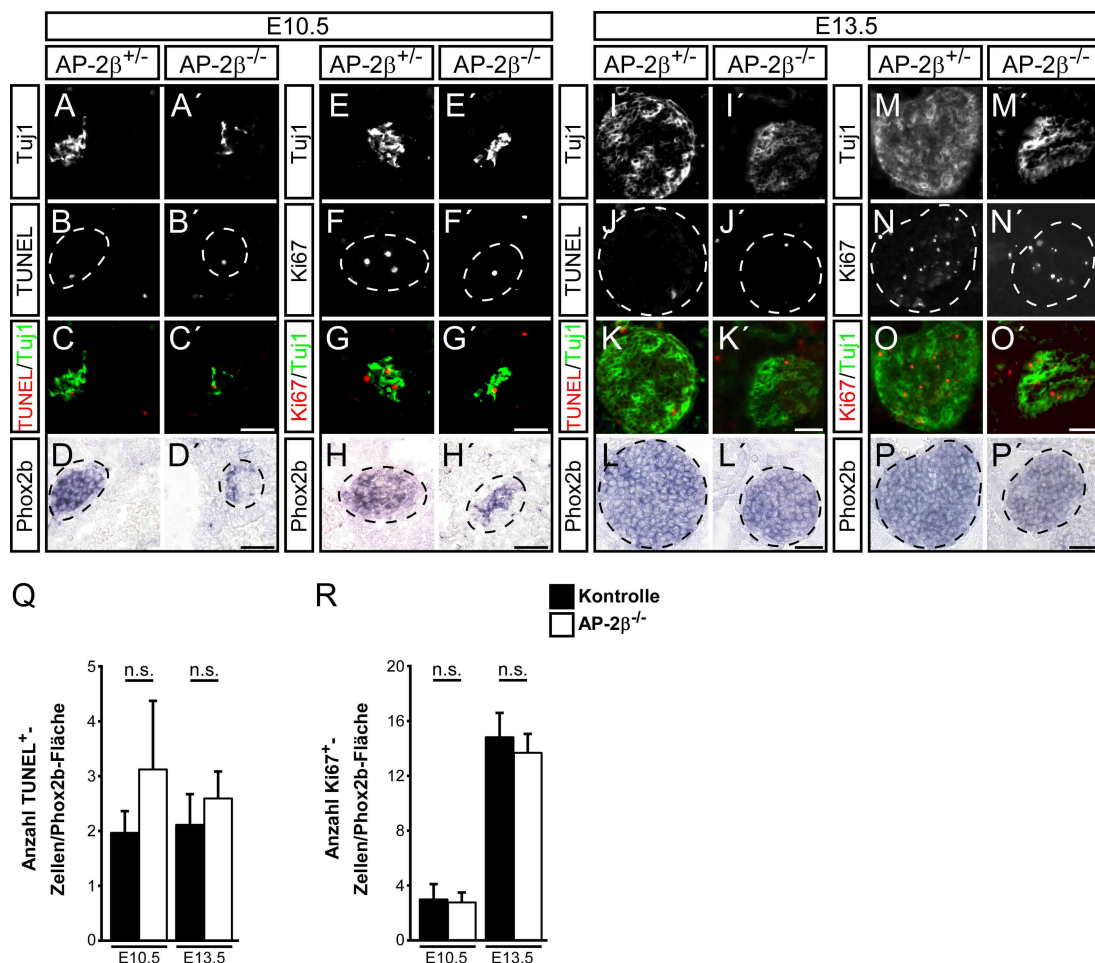 E10.5
E13.5
AP-2β+/-
AP-2β-/-
AP-2β+/-
AP-2β-/-
AP-2β+/-
AP-2β-/-
AP-2β+/-
AP-2β-/-
Tuj1
A
A´
Tuj1
E
E´
Tuj1
I
I´
Tuj1
M
M´
TUNEL
B
B´
Ki67
F
F´
TUNEL
J
J´
Ki67
N
N´
TUNEL/Tuj1
C
C´
Ki67/Tuj1
G
G´
TUNEL/Tuj1
K
K´
Ki67/Tuj1
O
O´
Phox2b
D
D´
Phox2b
H
H´
Phox2b
L
L´
Phox2b
P
P´
Q
R
Kontrolle
AP-2β-/-
Anzahl TUNEL+-
Zellen/Phox2b-Fläche
5
4
3
2
1
0
n.s.
n.s.
E10.5
E13.5
Anzahl Ki67+-
Zellen/Phox2b-Fläche
20
16
12
8
4
0
n.s.
n.s.
E10.5
E13.5